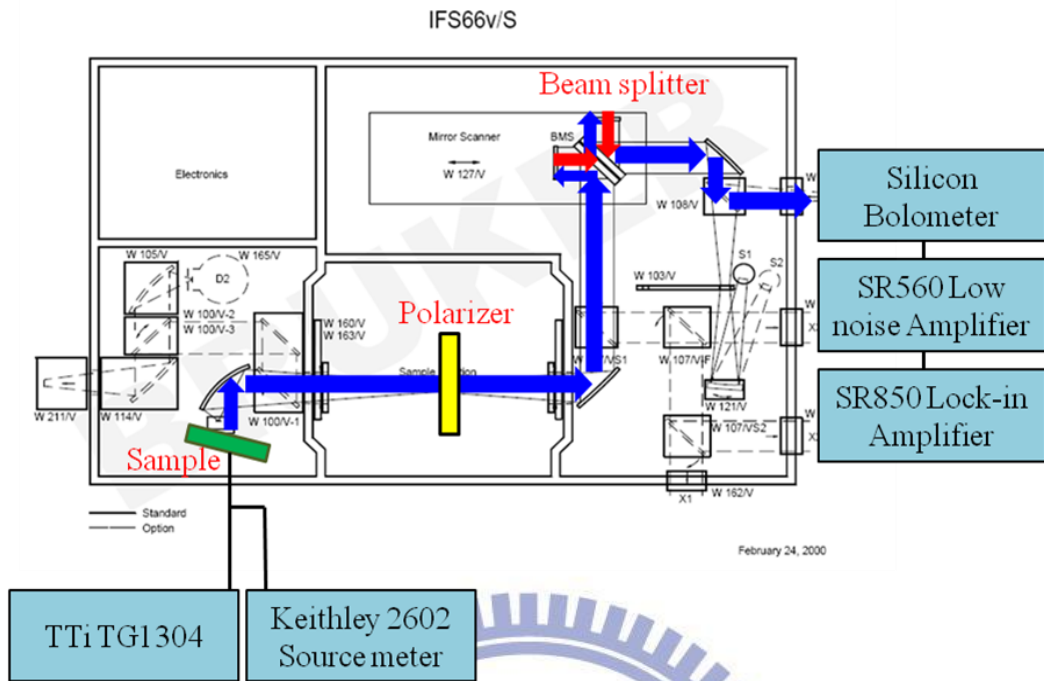 IFS66v/S
Beam splitter
BMS
Mirror Scanner
W 127/V
Electronics
W 108/V
Silicon
Bolometer
W 105/V
W 165/V
D2
S1
S2
W 103/V
SR560 Low
noise Amplifier
W 100/V-2
W 100/V-3
W 160/V
W 163/V
Polarizer
W 107/VIF
W 211/V
W 114/V
W 100/V-1
W 121/V
SR850 Lock-in
Amplifier
W 107/VS2
Sample
X1
W 162/V
Standard
Option
February 24, 2000
TTi TG1304
Keithley 2602
Source meter
BRUKER